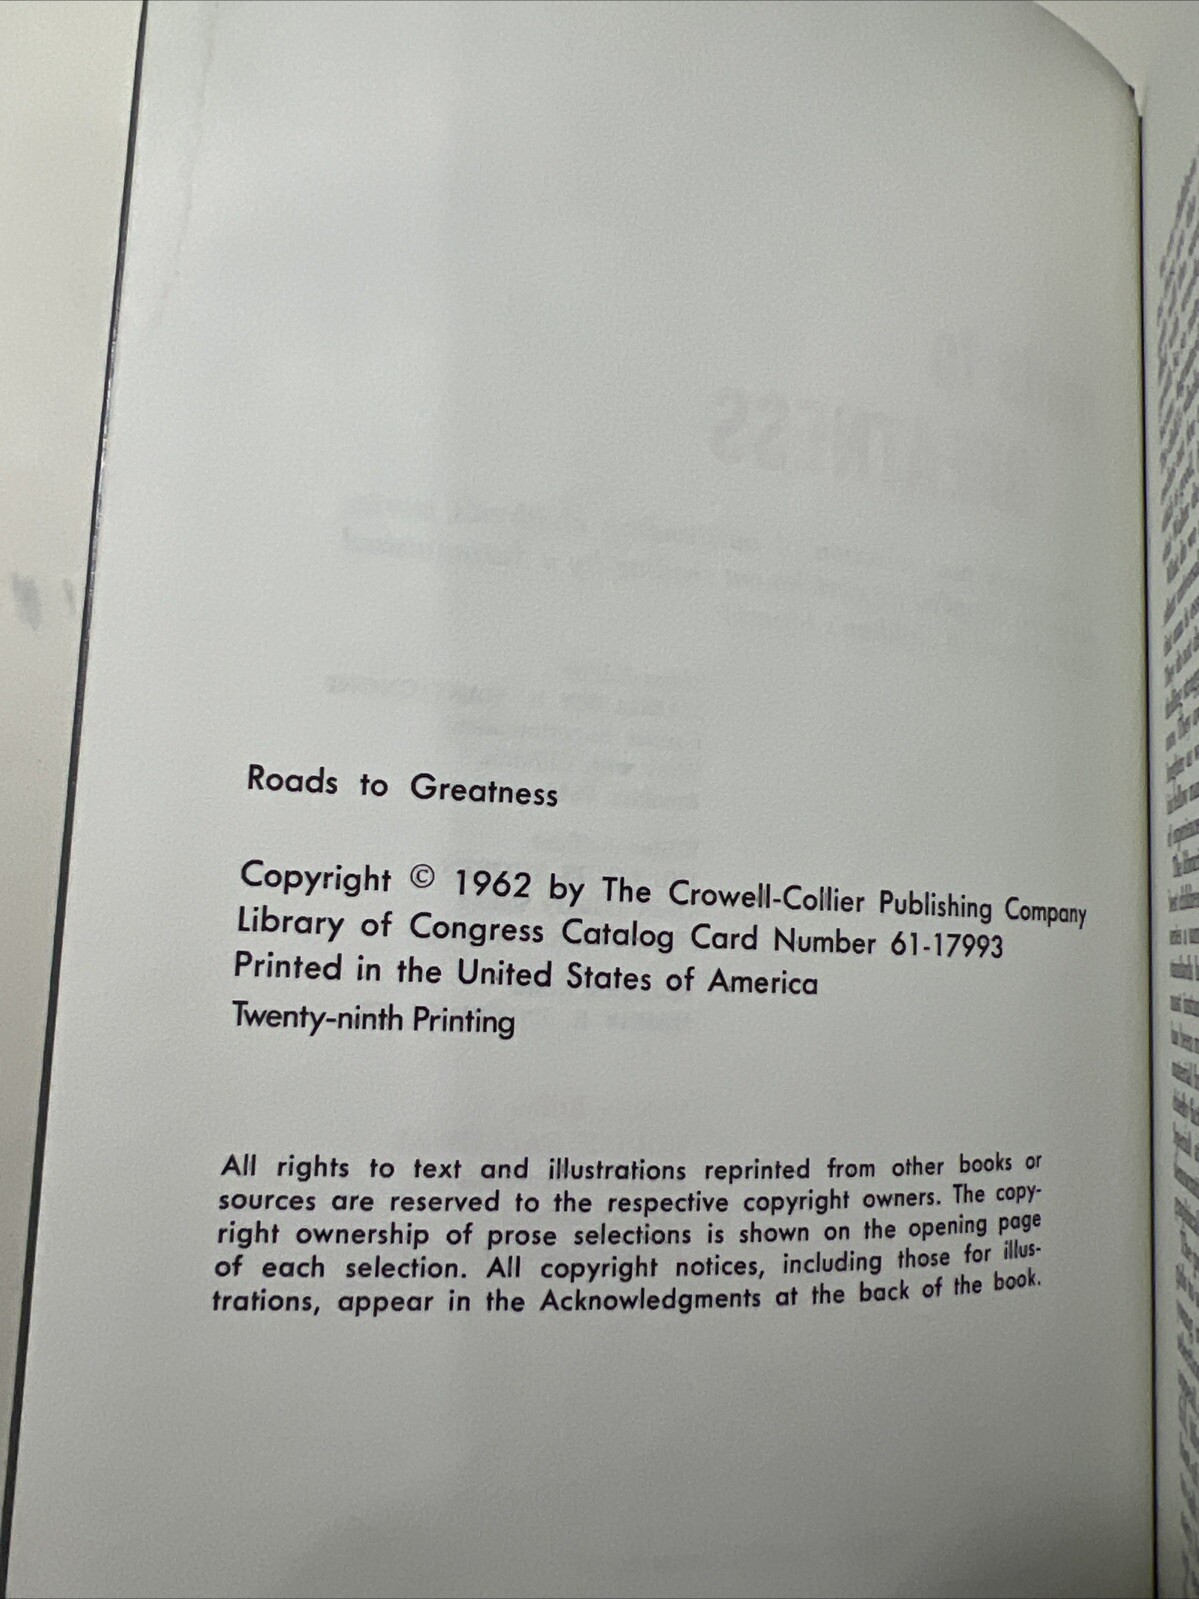 Roads to Greatness
Copyright © 1962 by The Crowell-Collier Publishing Company
Library of Congress Catalog Card Number 61-17993
Printed in the United States of America
Twenty-ninth Printing
All rights to text and illustrations reprinted from other books or
sources are reserved to the respective copyright owners. The copy-
right ownership of prose selections is shown on the opening page
of each selection. All copyright notices, including those for illus-
trations, appear in the Acknowledgments at the back of the book.